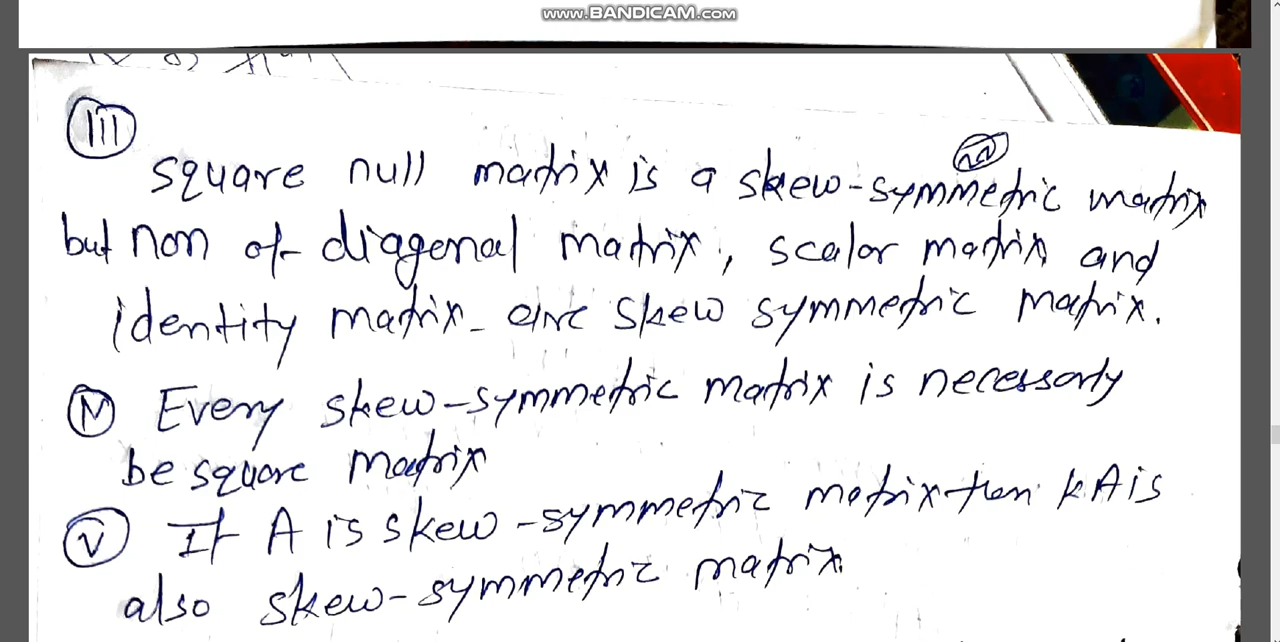 www.BANDICAM.com
(III)
square null matrix is a skew-symmetric matrix
but non of diagenal matrix, scalar matrix and
identity matrix are skew symmetric matrix.
(IV) Every skew-symmetric matrix is necessarly
be square matrix
(V) If A is skew-symmetric matrix then kA is
also skew-symmetric matrix